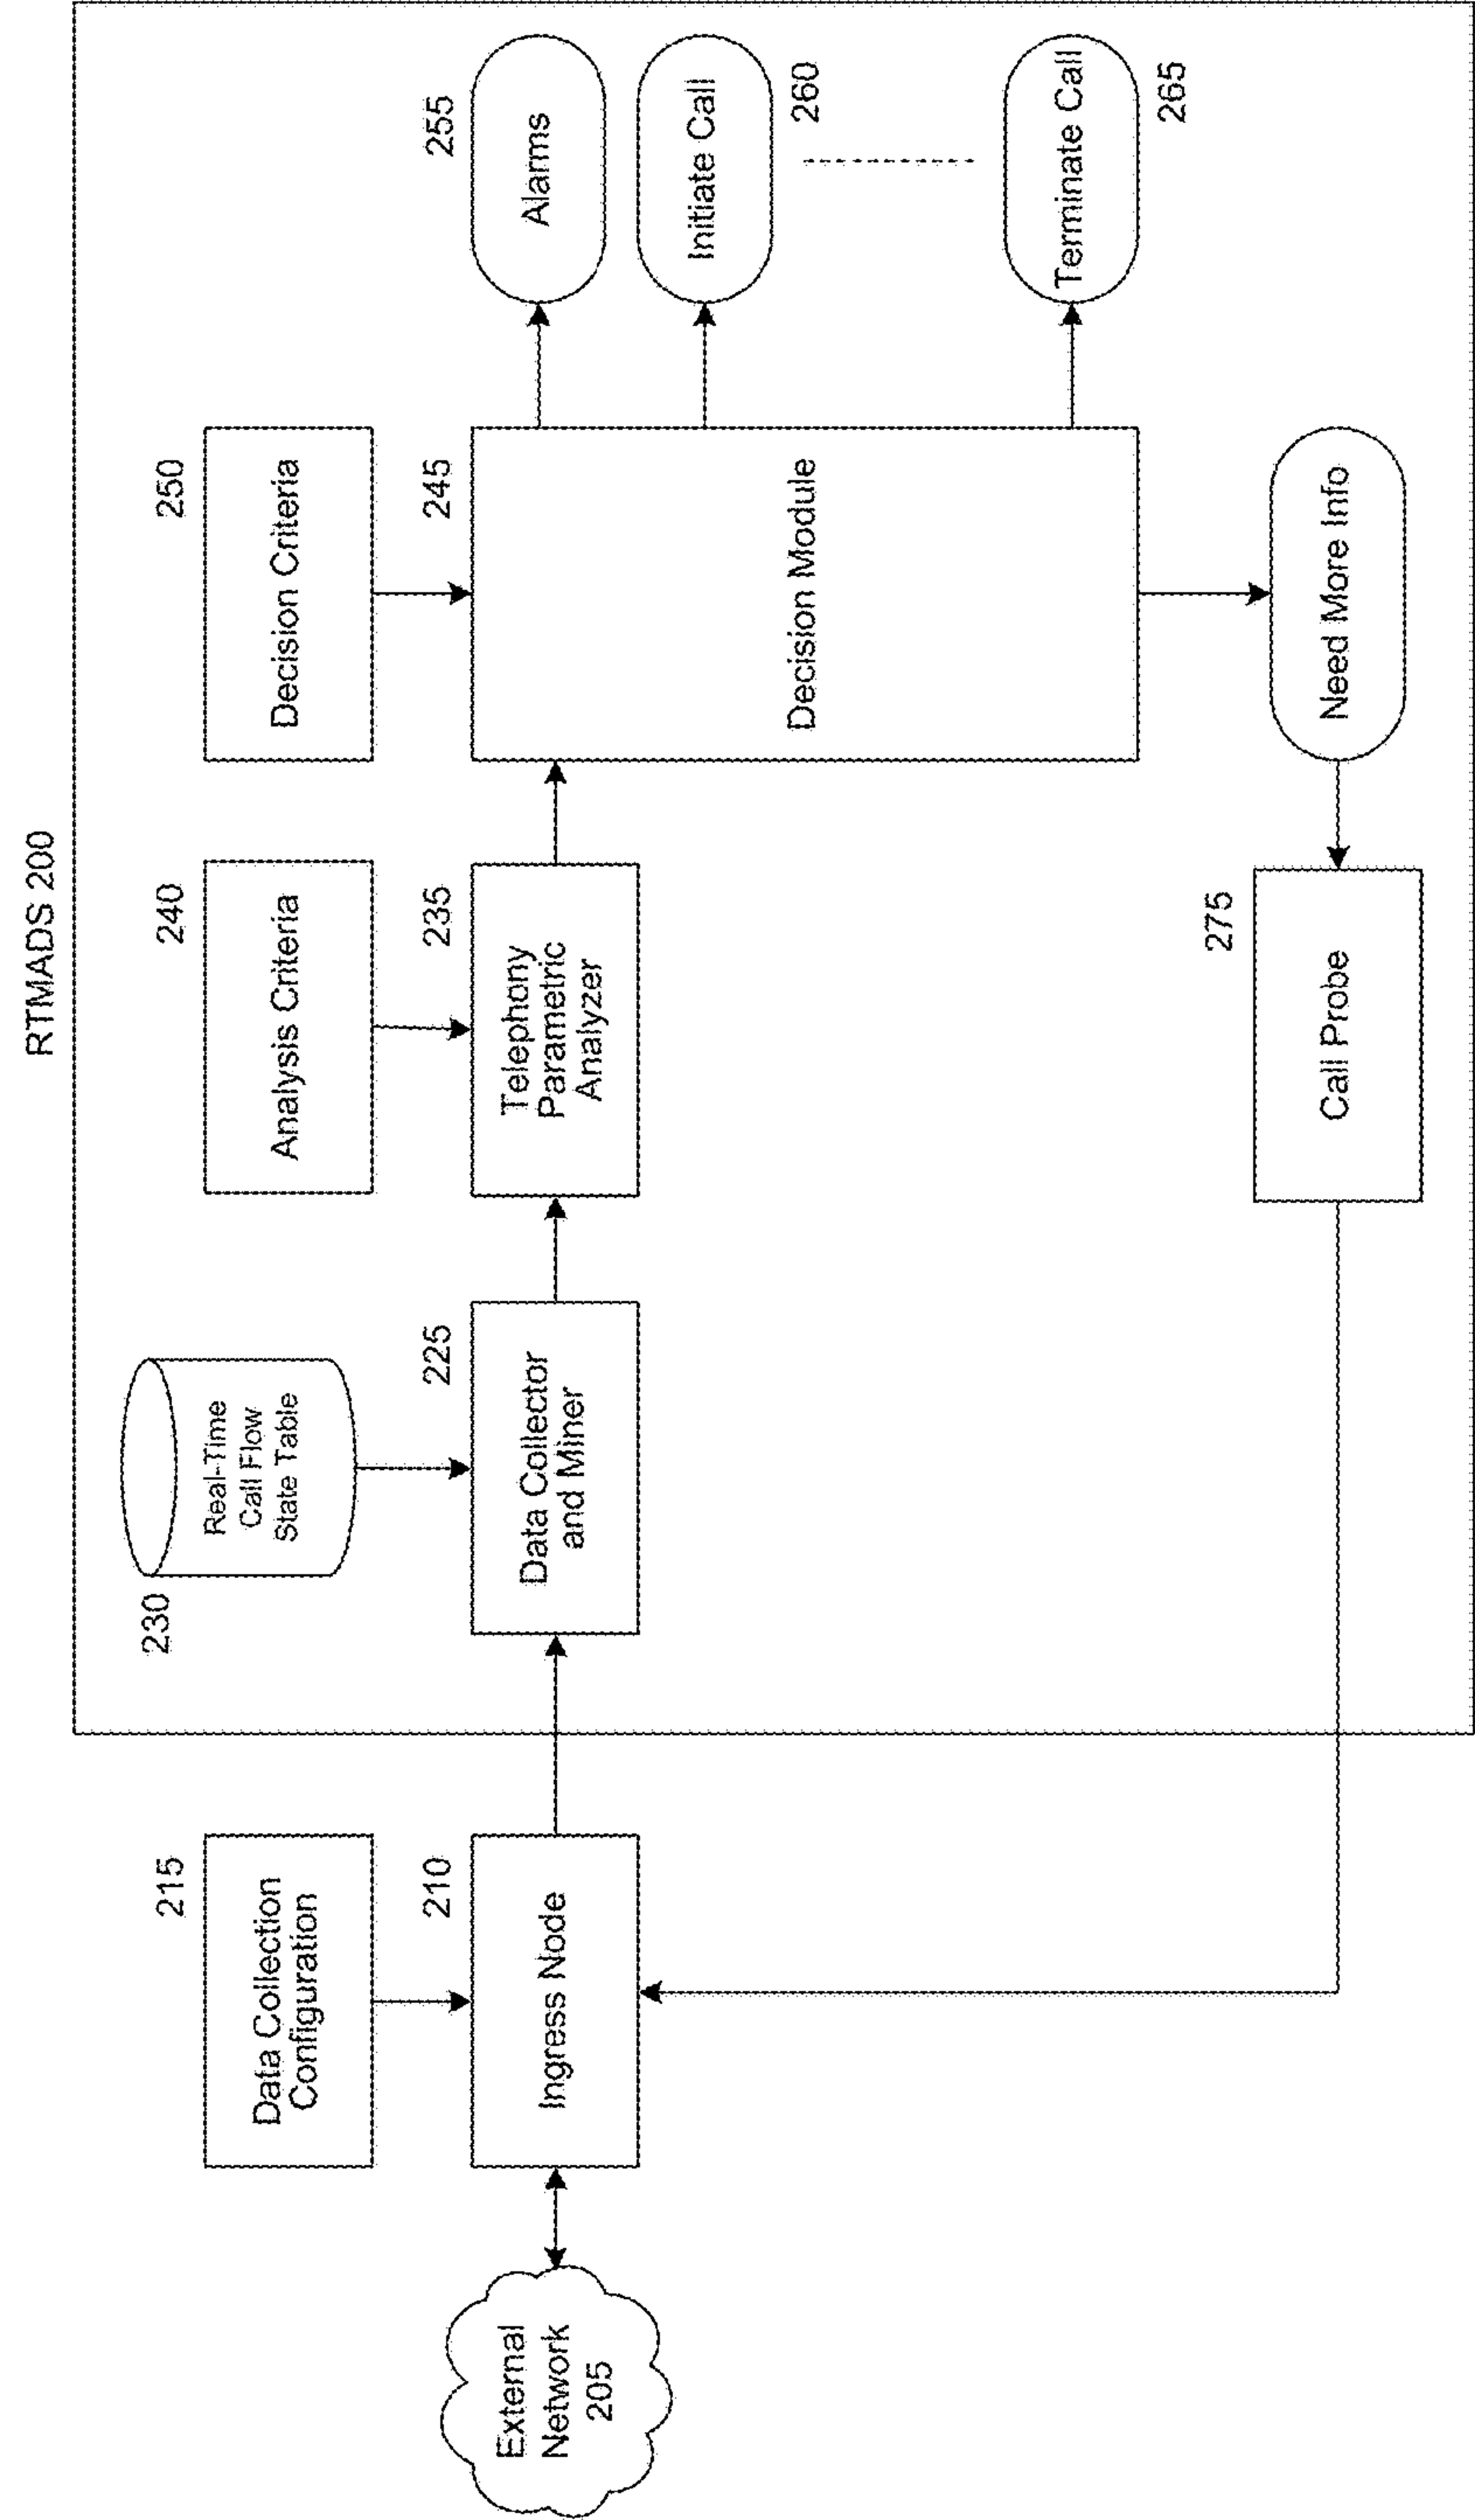 RTMADS 200
230
Real-Time
Call Flow
State Table
240
Analysis Criteria
250
Decision Criteria
215
Data Collection
Configuration
210
Ingress Node
225
Data Collector
and Miner
235
Telephony
Parametric
Analyzer
245
Decision Module
255
Alarms
Initiate Call
260
Terminate Call
265
External
Network
205
275
Call Probe
Need More Info